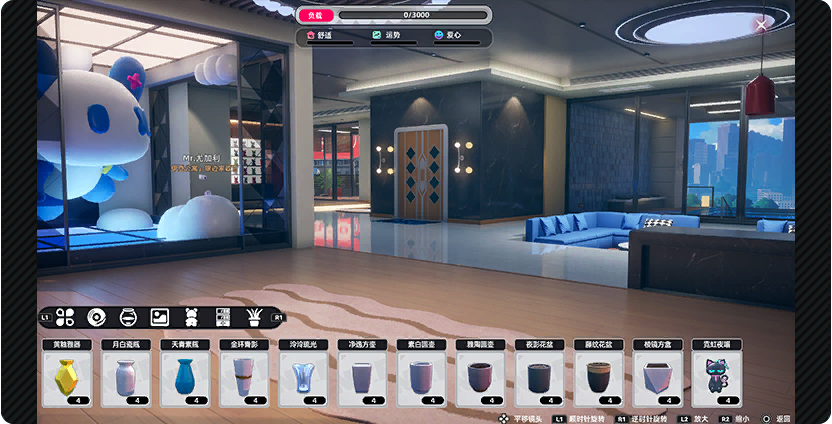 负载
0/3000
舒适
运势
爱心
Mr.尤加利
L1
R1
黄釉雅器
月白瓷瓶
天青素瓶
金环青影
泠泠琉光
净逸方壶
素白圆壶
雅陶圆壶
夜影花盆
藤纹花盆
棱镜方盒
霓虹夜喵
4
4
4
4
4
4
4
4
4
4
4
4
平移镜头 L1 顺时针旋转 R1 逆时针旋转 L2 放大 R2 缩小 返回